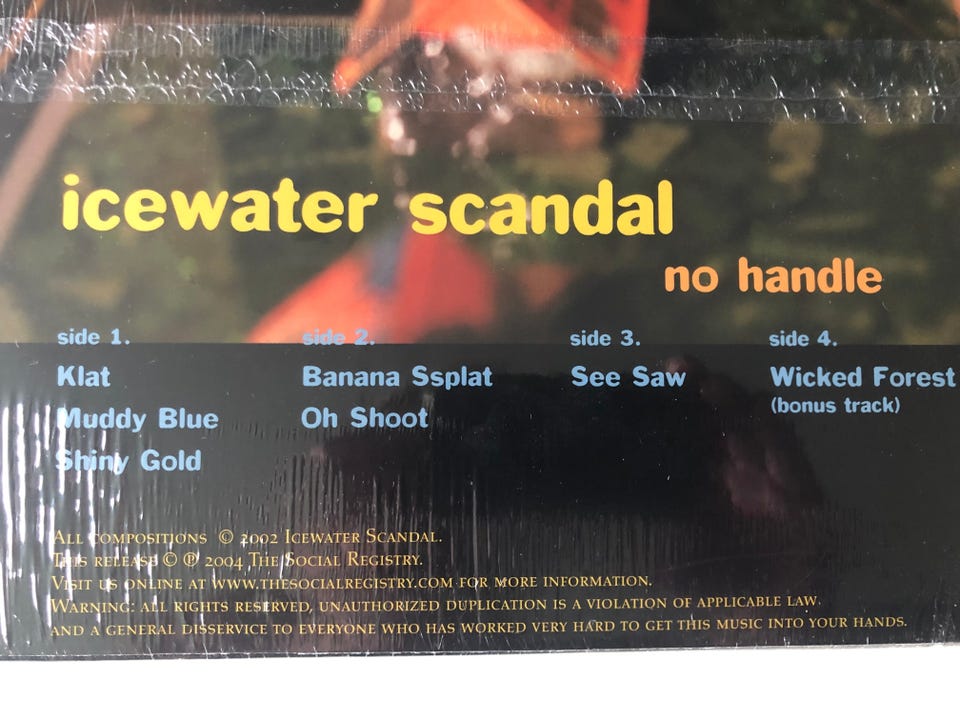 icewater scandal
no handle
side 1.
Klat
Muddy Blue
Shiny Gold
side 2.
Banana Ssplat
Oh Shoot
side 3.
See Saw
side 4.
Wicked Forest
(bonus track)
All compositions © 2002 Icewater Scandal.
This release © ℗ 2004 The Social Registry.
Visit us online at www.thesocialregistry.com for more information.
Warning: all rights reserved, unauthorized duplication is a violation of applicable law.
and a general disservice to everyone who has worked very hard to get this music into your hands.